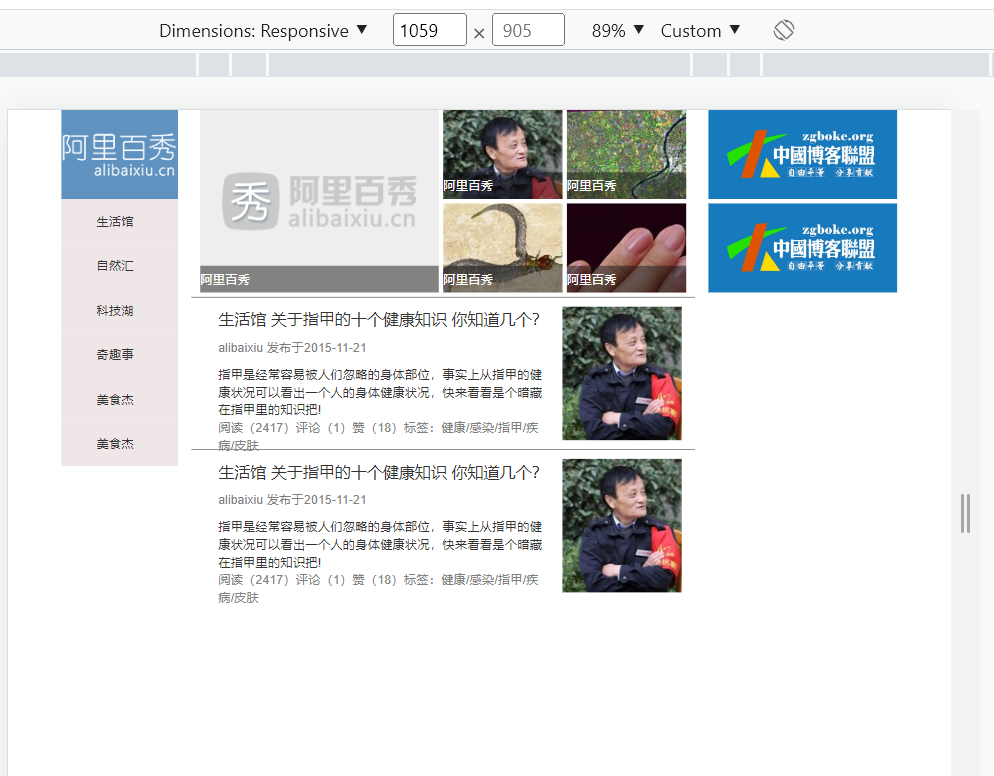 Dimensions: Responsive ▼ 1059 × 905 89% ▼ Custom ▼
阿里百秀
alibaixiu.cn
生活馆
自然汇
科技湖
奇趣事
美食杰
美食杰
秀 阿里百秀
alibaixiu.cn
阿里百秀
阿里百秀
阿里百秀
阿里百秀
阿里百秀
zgboke.org
中國博客聯盟
自由平等 分享貢獻
zgboke.org
中國博客聯盟
自由平等 分享貢獻
生活馆 关于指甲的十个健康知识 你知道几个？
alibaixiu 发布于2015-11-21
指甲是经常容易被人们忽略的身体部位，事实上从指甲的健
康状况可以看出一个人的身体健康状况，快来看看是个暗藏
在指甲里的知识把!
阅读（2417）评论（1）赞（18）标签：健康/感染/指甲/疾
病/皮肤
生活馆 关于指甲的十个健康知识 你知道几个？
alibaixiu 发布于2015-11-21
指甲是经常容易被人们忽略的身体部位，事实上从指甲的健
康状况可以看出一个人的身体健康状况，快来看看是个暗藏
在指甲里的知识把!
阅读（2417）评论（1）赞（18）标签：健康/感染/指甲/疾
病/皮肤